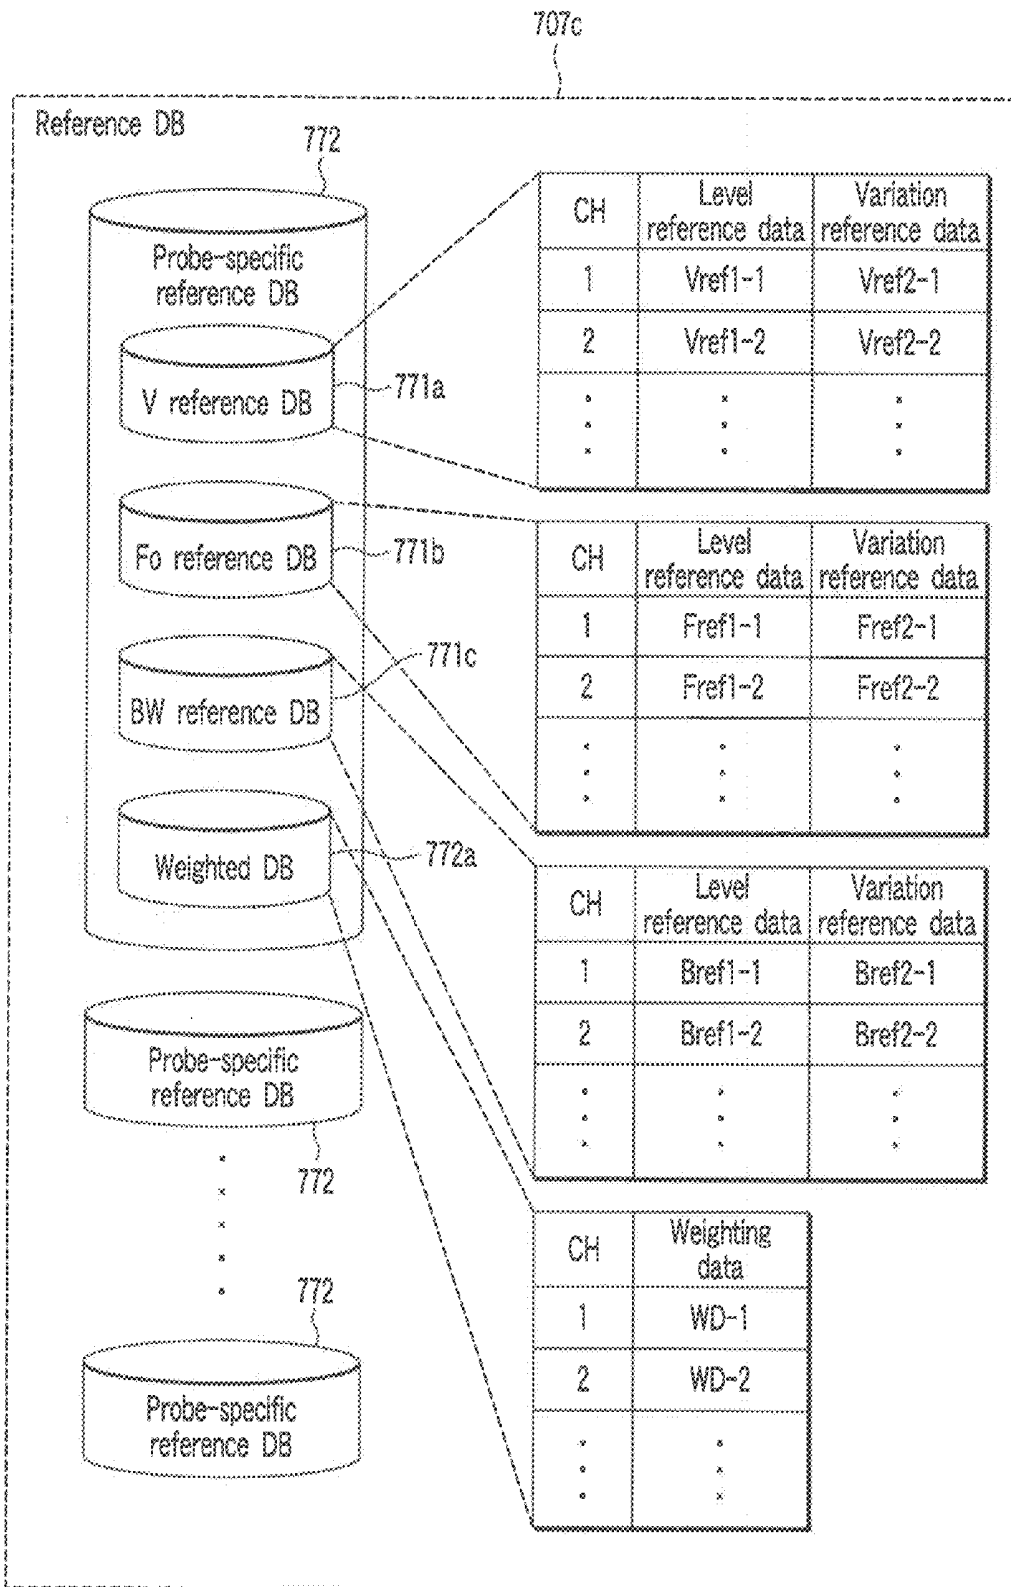 707c
Reference DB
772
Probe-specific
reference DB
V reference DB
771a
Fo reference DB
771b
BW reference DB
771c
Weighted DB
772a
Probe-specific
reference DB
772
772
Probe-specific
reference DB
CH Level reference data Variation reference data
1 Vref1-1 Vref2-1
2 Vref1-2 Vref2-2
CH Level reference data Variation reference data
1 Fref1-1 Fref2-1
2 Fref1-2 Fref2-2
CH Level reference data Variation reference data
1 Bref1-1 Bref2-1
2 Bref1-2 Bref2-2
CH Weighting data
1 WD-1
2 WD-2